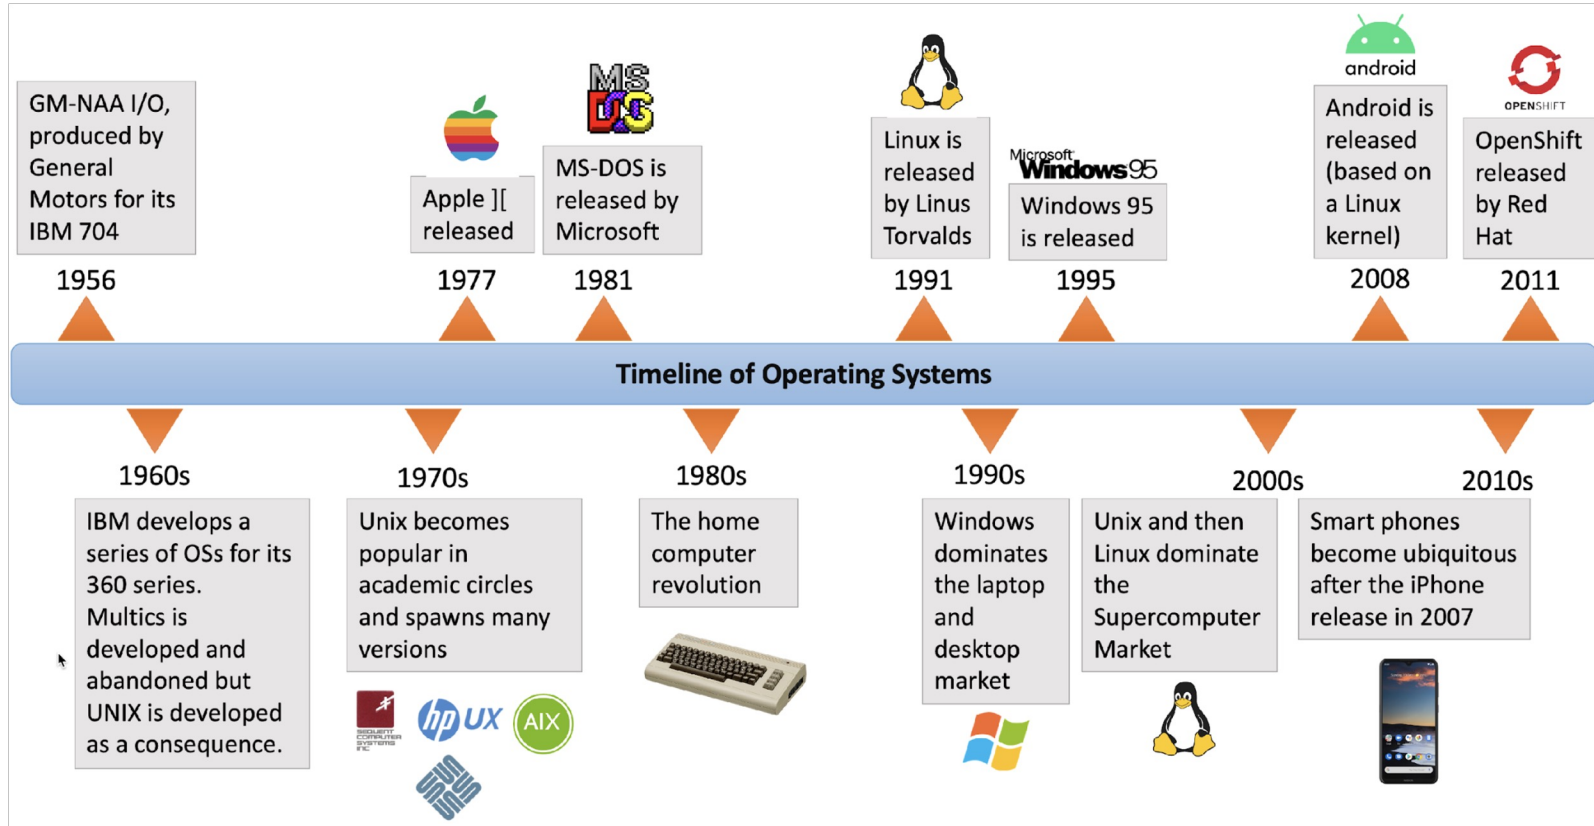 GM-NAA I/O,
produced by
General
Motors for its
IBM 704
1956
Apple ][
released
1977
MS
DOS
MS-DOS is
released by
Microsoft
1981
Linux is
released
by Linus
Torvalds
1991
Microsoft
Windows 95
Windows 95
is released
1995
android
Android is
released
(based on
a Linux
kernel)
2008
OPENSHIFT
OpenShift
released
by Red
Hat
2011
Timeline of Operating Systems
1960s
IBM develops a
series of OSs for its
360 series.
Multics is
developed and
abandoned but
UNIX is developed
as a consequence.
1970s
Unix becomes
popular in
academic circles
and spawns many
versions
SEQUENT
COMPUTER
SYSTEMS
INC
hp UX
AIX
1980s
The home
computer
revolution
1990s
Windows
dominates
the laptop
and
desktop
market
2000s
Unix and then
Linux dominate
the
Supercomputer
Market
2010s
Smart phones
become ubiquitous
after the iPhone
release in 2007